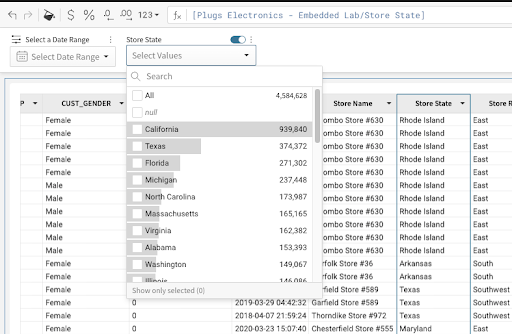 $ % .0 .00 123 fx [Plugs Electronics - Embedded Lab/Store State]
Select a Date Range
Select Date Range
Store State
Select Values
Search
All 4,584,628
null
California 939,840
Texas 374,372
Florida 271,302
Michigan 237,448
North Carolina 173,987
Massachusetts 165,165
Virginia 162,382
Alabama 153,393
Washington 149,067
Illinois 146,086
Show only selected (0)
P CUST_GENDER Store Name Store State Store R
Female ombo Store #630 Rhode Island East
Female ombo Store #630 Rhode Island East
Female ombo Store #630 Rhode Island East
Female ombo Store #630 Rhode Island East
Female ombo Store #630 Rhode Island East
Male ombo Store #630 Rhode Island East
Male ombo Store #630 Rhode Island East
Male ombo Store #630 Rhode Island East
Male ombo Store #630 Rhode Island East
Male ombo Store #630 Rhode Island East
Male ombo Store #630 Rhode Island East
Female rfolk Store #36 Arkansas South
Female rfolk Store #36 Arkansas South
Female arfield Store #589 Texas Southwest
Female 0 2019-03-29 04:42:32 Garfield Store #589 Texas Southwest
Female 0 2018-04-07 21:59:24 Thorndike Store #972 Texas Southwest
Female 0 2020-03-23 15:07:40 Chesterfield Store #555 Maryland East